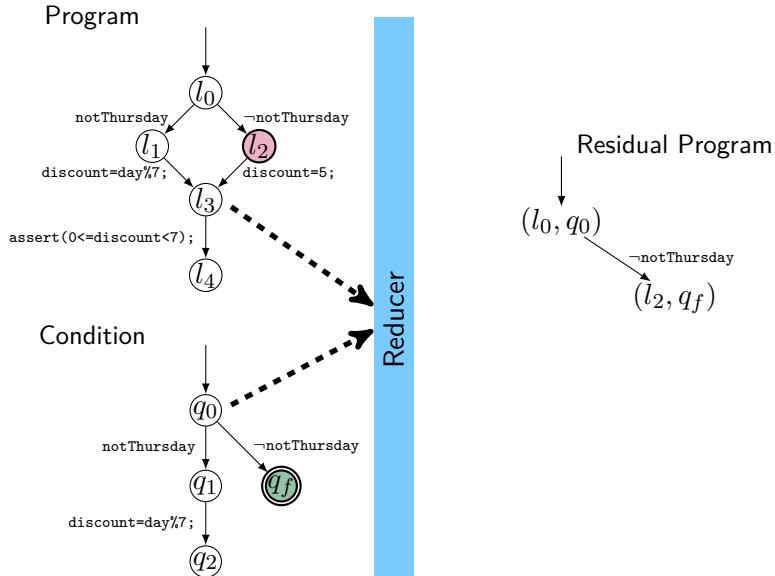 Program
l0
notThursday
¬notThursday
l1
l2
discount=day%7;
discount=5;
l3
assert(0<=discount<7);
l4
Condition
q0
notThursday
¬notThursday
q1
qf
discount=day%7;
q2
Reducer
Residual Program
(l0, q0)
¬notThursday
(l2, qf)